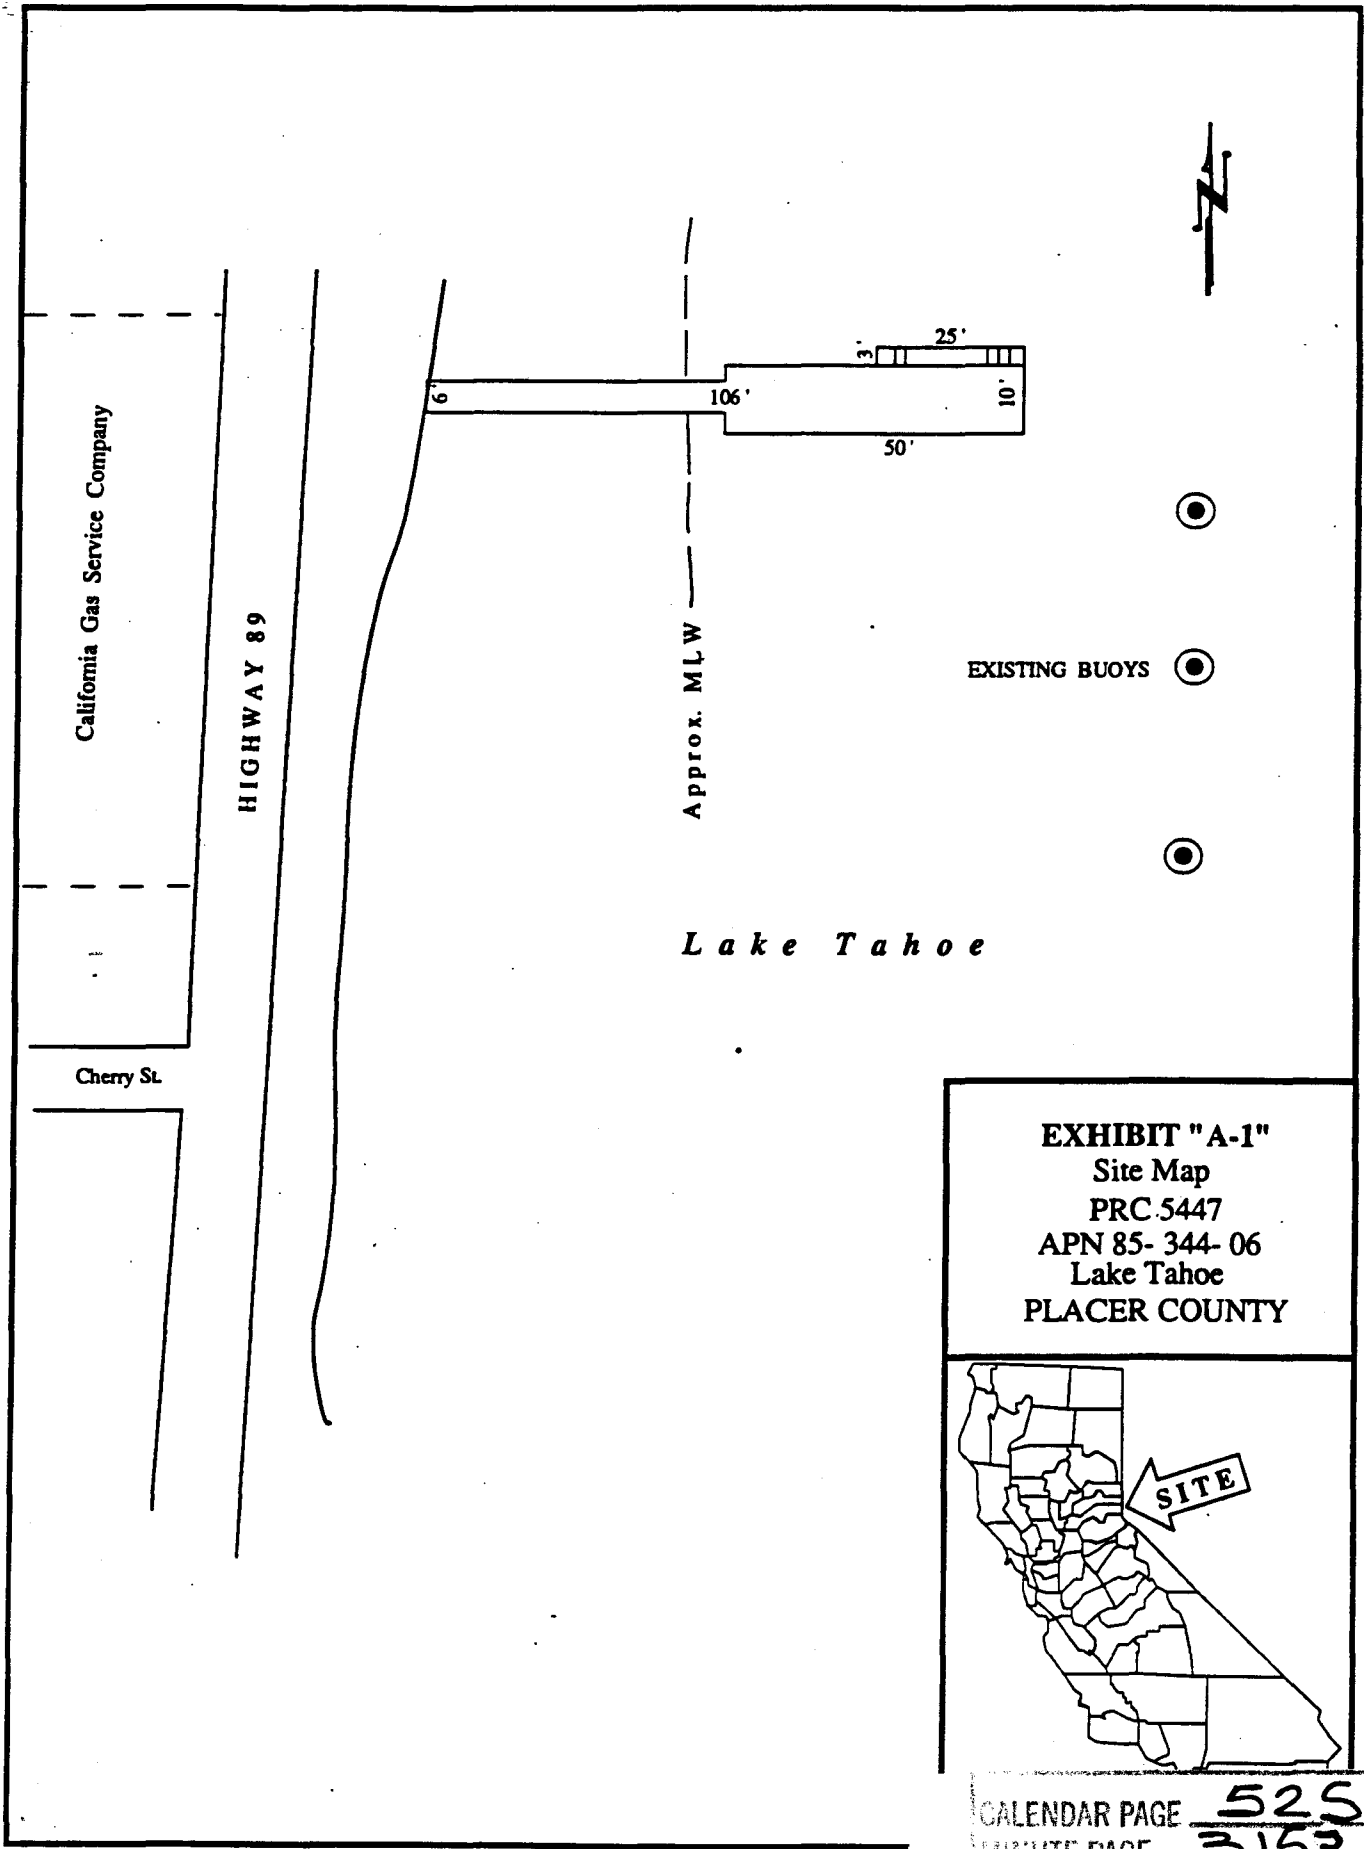 N
25'
3'
6'
106'
10'
50'
California Gas Service Company
HIGHWAY 89
Approx. MLW
EXISTING BUOYS
Lake Tahoe
Cherry St.
EXHIBIT "A-1"
Site Map
PRC 5447
APN 85-344-06
Lake Tahoe
PLACER COUNTY
SITE
CALENDAR PAGE 525
PAGE